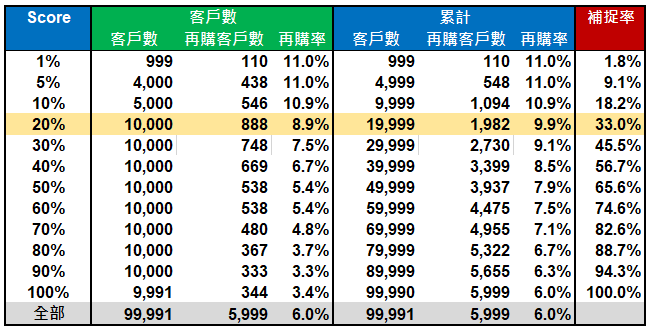 Score 客戶數 累計 補捉率
客戶數 再購客戶數 再購率 客戶數 再購客戶數 再購率
1% 999 110 11.0% 999 110 11.0% 1.8%
5% 4,000 438 11.0% 4,999 548 11.0% 9.1%
10% 5,000 546 10.9% 9,999 1,094 10.9% 18.2%
20% 10,000 888 8.9% 19,999 1,982 9.9% 33.0%
30% 10,000 748 7.5% 29,999 2,730 9.1% 45.5%
40% 10,000 669 6.7% 39,999 3,399 8.5% 56.7%
50% 10,000 538 5.4% 49,999 3,937 7.9% 65.6%
60% 10,000 538 5.4% 59,999 4,475 7.5% 74.6%
70% 10,000 480 4.8% 69,999 4,955 7.1% 82.6%
80% 10,000 367 3.7% 79,999 5,322 6.7% 88.7%
90% 10,000 333 3.3% 89,999 5,655 6.3% 94.3%
100% 9,991 344 3.4% 99,990 5,999 6.0% 100.0%
全部 99,991 5,999 6.0% 99,991 5,999 6.0%